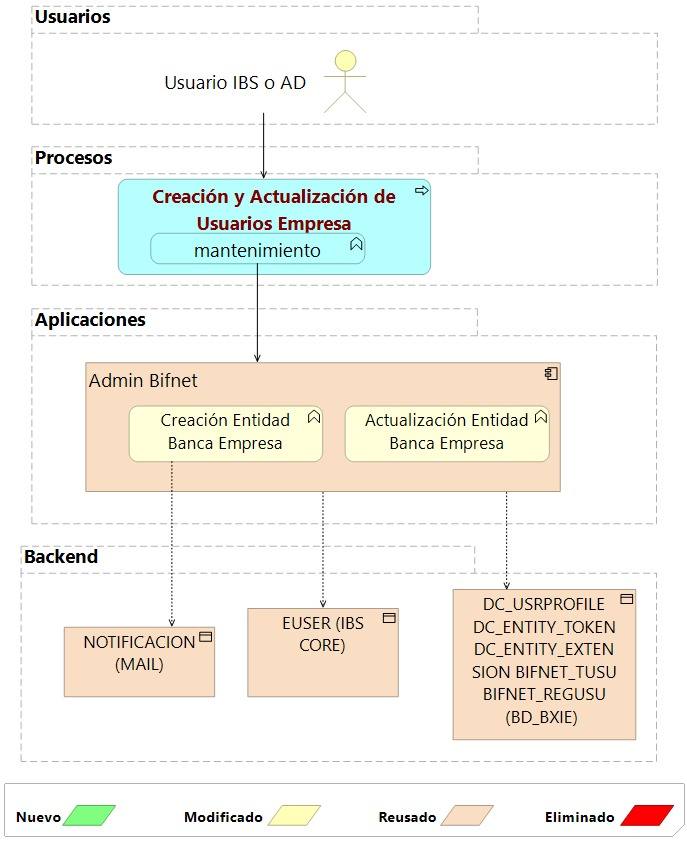 Usuarios
Usuario IBS o AD
Procesos
Creación y Actualización de
Usuarios Empresa
mantenimiento
Aplicaciones
Admin Bifnet
Creación Entidad
Banca Empresa
Actualización Entidad
Banca Empresa
Backend
NOTIFICACION
(MAIL)
EUSER (IBS
CORE)
DC_USRPROFILE
DC_ENTITY_TOKEN
DC_ENTITY_EXTEN
SION BIFNET_TUSU
BIFNET_REGUSU
(BD_BXIE)
Nuevo
Modificado
Reusado
Eliminado